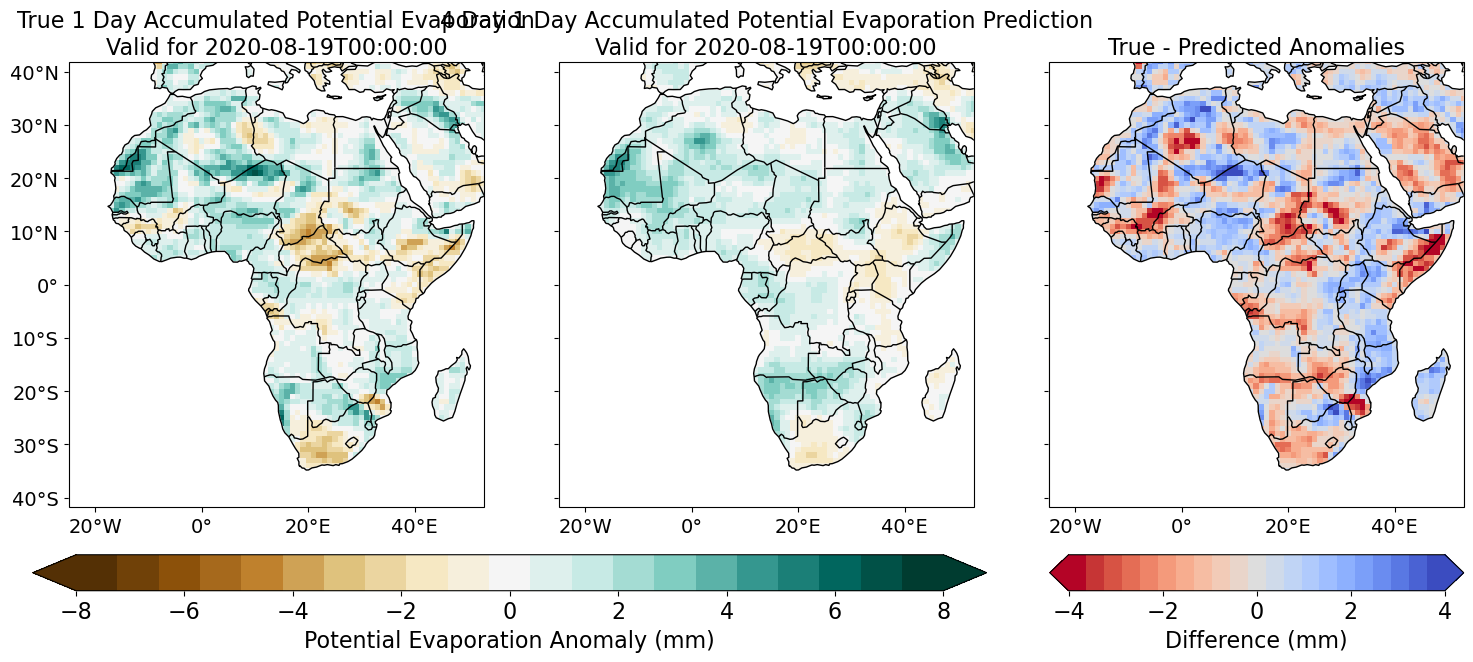 True 1 Day Accumulated Potential Evaporation
Valid for 2020-08-19T00:00:00
4 Day 1 Day Accumulated Potential Evaporation Prediction
Valid for 2020-08-19T00:00:00
True - Predicted Anomalies
40°N
30°N
20°N
10°N
0°
10°S
20°S
30°S
40°S
20°W 0° 20°E 40°E
20°W 0° 20°E 40°E
20°W 0° 20°E 40°E
−8 −6 −4 −2 0 2 4 6 8
Potential Evaporation Anomaly (mm)
−4 −2 0 2 4
Difference (mm)